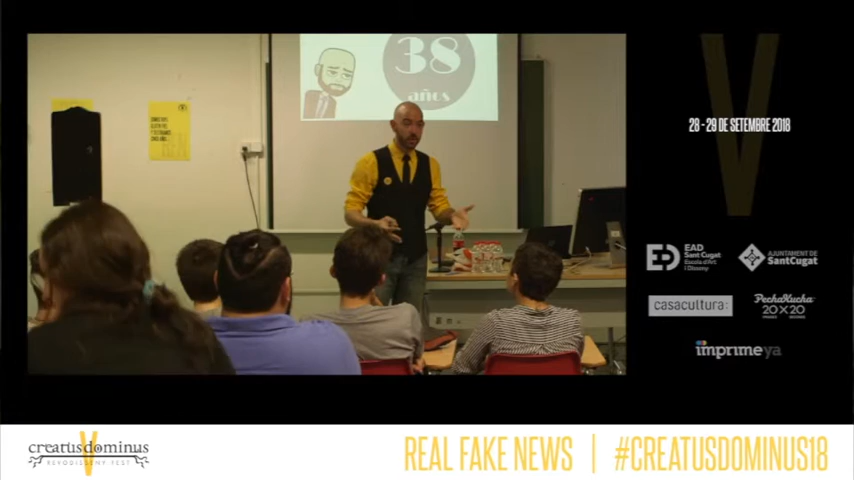 38
años
28 - 29 DE SETEMBRE 2018
EAD
Sant Cugat
Escola d'Art
i Disseny
AJUNTAMENT DE
SantCugat
casacultura:
PechaKucha
20X20
imprimeya
creatusdominus
REVODISSENY FEST
REAL FAKE NEWS | #CREATUSDOMINUS18